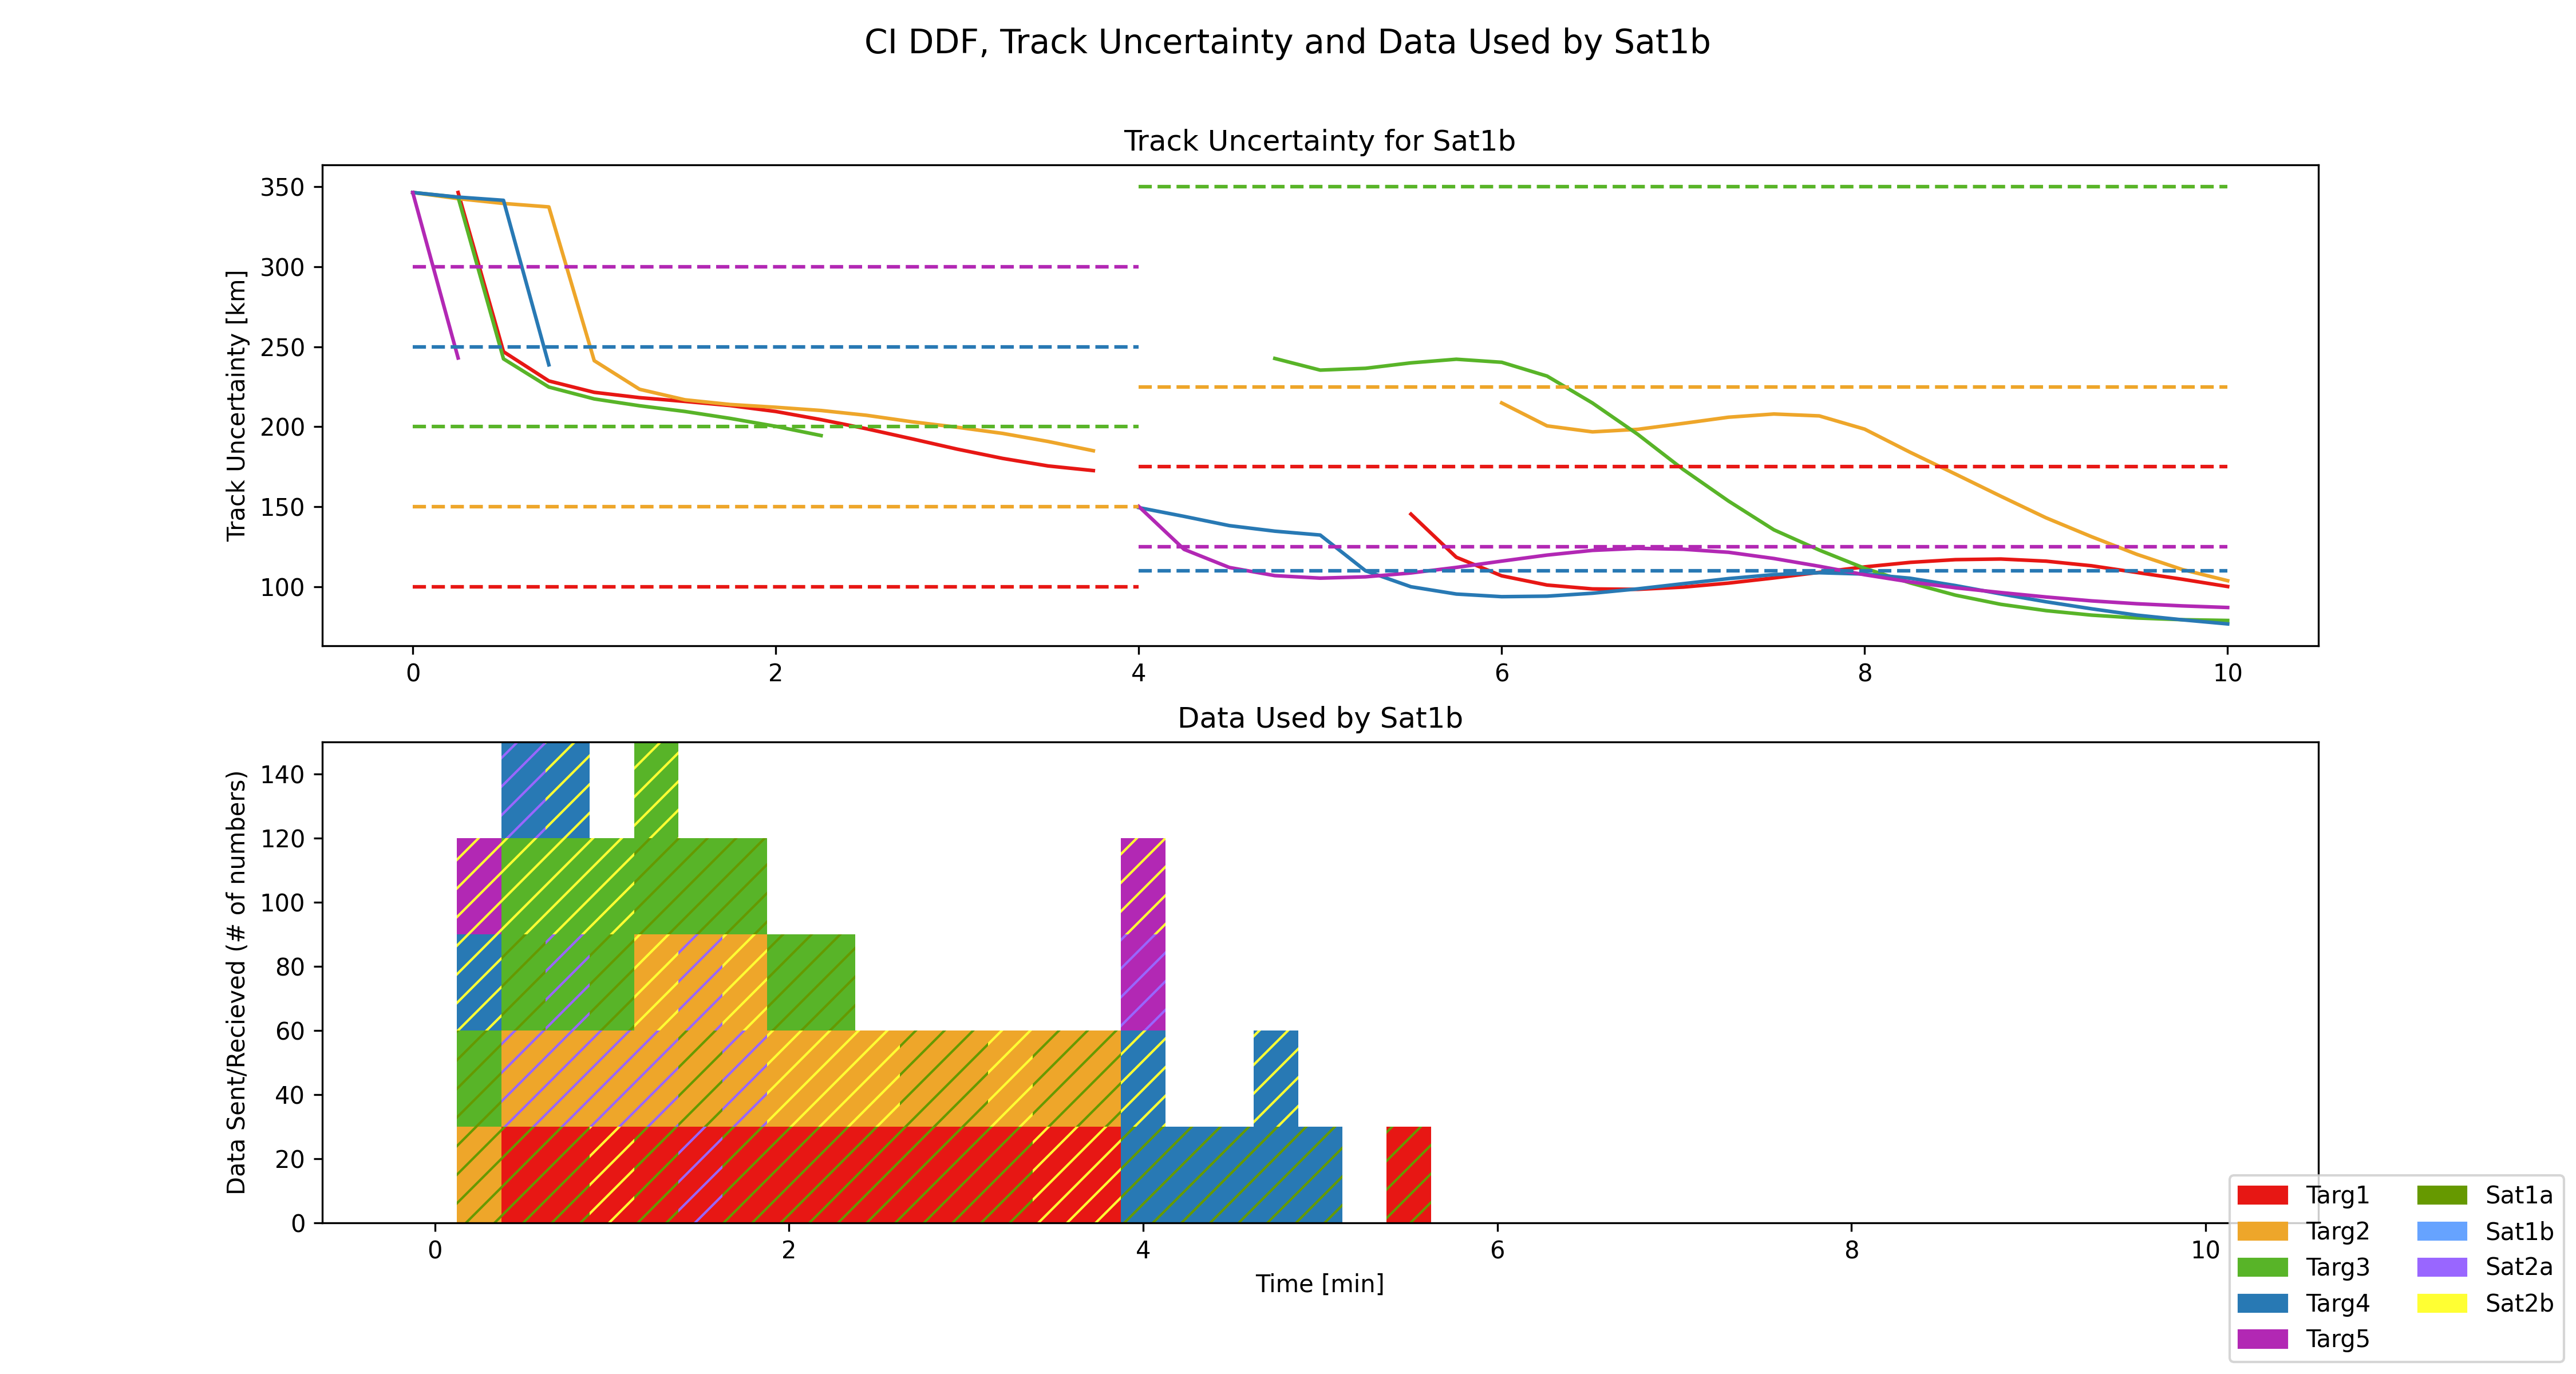 CI DDF, Track Uncertainty and Data Used by Sat1b
Track Uncertainty for Sat1b
Track Uncertainty [km]
350
300
250
200
150
100
0 2 4 6 8 10
Data Used by Sat1b
Data Sent/Recieved (# of numbers)
140
120
100
80
60
40
20
0
0 2 4 6 8 10
Time [min]
Targ1 Sat1a
Targ2 Sat1b
Targ3 Sat2a
Targ4 Sat2b
Targ5